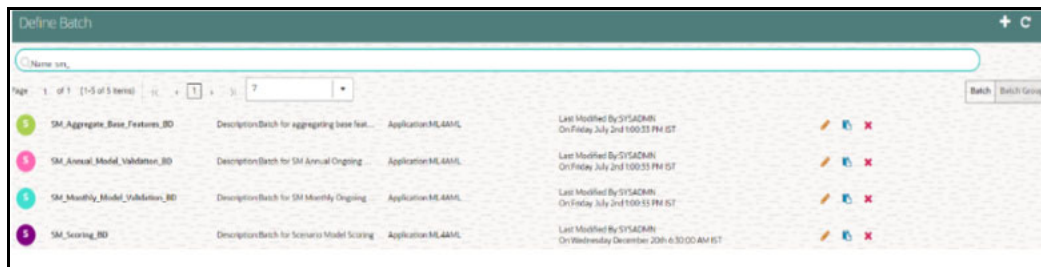 Define Batch
Name: sm_
Page 1 of 1 (1-5 of 5 items) 1 7
Batch Batch Group
S SM_Aggregate_Base_Features_BD Description:Batch for aggregating base feat... Application:ML4AML Last Modified By:SYSADMN
On:Friday July 2nd 1:00:33 PM IST
S SM_Annual_Model_Validation_BD Description:Batch for SM Annual Ongoing ... Application:ML4AML Last Modified By:SYSADMN
On:Friday July 2nd 1:00:33 PM IST
S SM_Monthly_Model_Validation_BD Description:Batch for SM Monthly Ongoing ... Application:ML4AML Last Modified By:SYSADMN
On:Friday July 2nd 1:00:33 PM IST
S SM_Scoring_BD Description:Batch for Scenario Model Scoring Application:ML4AML Last Modified By:SYSADMN
On:Wednesday December 20th 6:30:00 AM IST